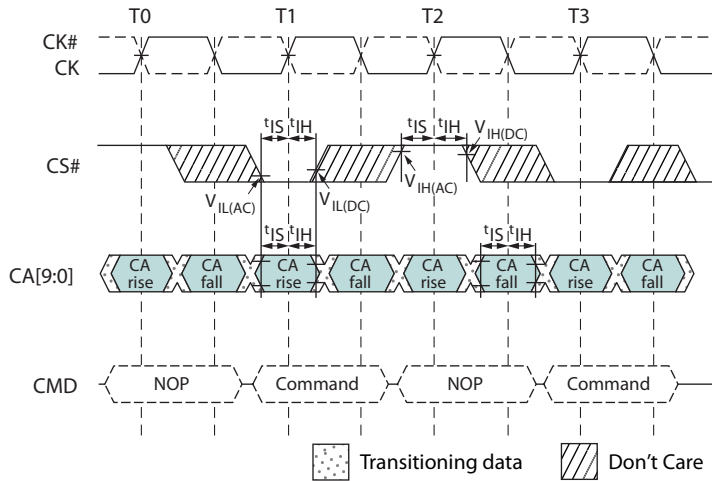 T0 T1 T2 T3
CK#
CK
tIS tIH tIS tIH
VIH(DC)
CS#
VIH(AC)
VIL(AC) VIL(DC)
tIS tIH tIS tIH
CA[9:0]
CA rise CA fall CA rise CA fall CA rise CA fall CA rise CA fall
CMD NOP Command NOP Command
Transitioning data Don't Care